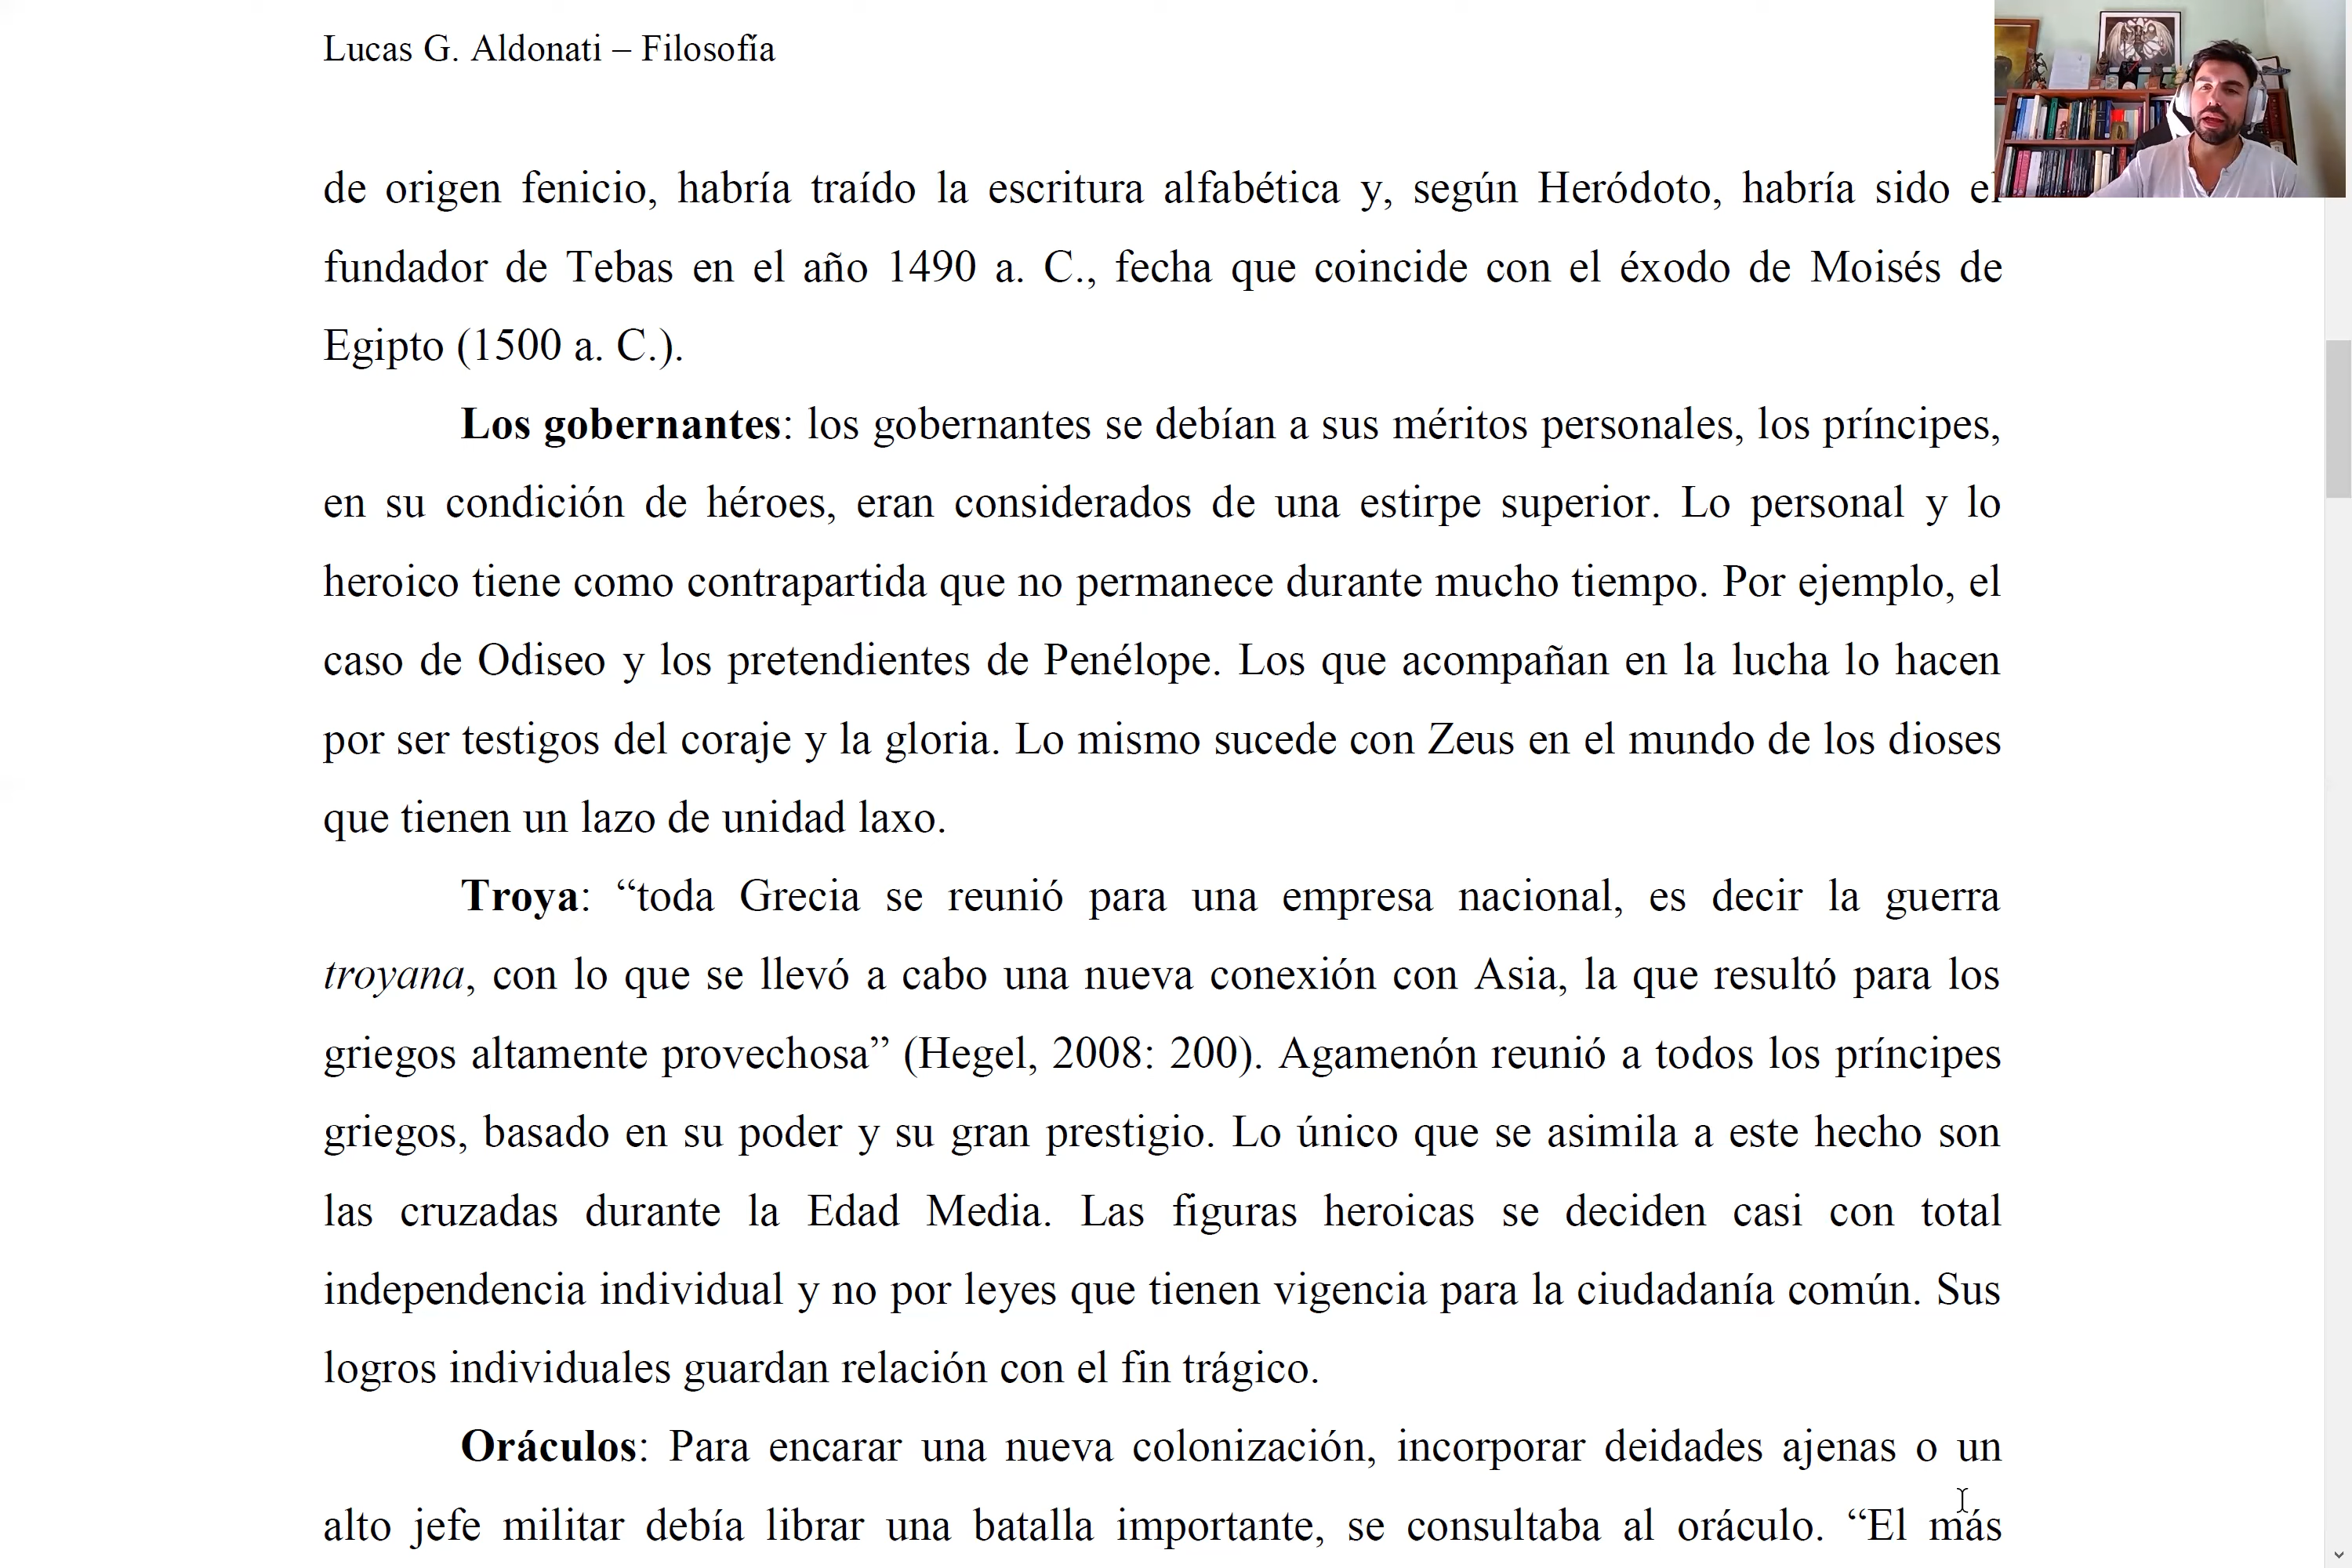 Lucas G. Aldonati – Filosofía
de origen fenicio, habría traído la escritura alfabética y, según Heródoto, habría sido el
fundador de Tebas en el año 1490 a. C., fecha que coincide con el éxodo de Moisés de
Egipto (1500 a. C.).
Los gobernantes: los gobernantes se debían a sus méritos personales, los príncipes,
en su condición de héroes, eran considerados de una estirpe superior. Lo personal y lo
heroico tiene como contrapartida que no permanece durante mucho tiempo. Por ejemplo, el
caso de Odiseo y los pretendientes de Penélope. Los que acompañan en la lucha lo hacen
por ser testigos del coraje y la gloria. Lo mismo sucede con Zeus en el mundo de los dioses
que tienen un lazo de unidad laxo.
Troya: “toda Grecia se reunió para una empresa nacional, es decir la guerra
troyana, con lo que se llevó a cabo una nueva conexión con Asia, la que resultó para los
griegos altamente provechosa” (Hegel, 2008: 200). Agamenón reunió a todos los príncipes
griegos, basado en su poder y su gran prestigio. Lo único que se asimila a este hecho son
las cruzadas durante la Edad Media. Las figuras heroicas se deciden casi con total
independencia individual y no por leyes que tienen vigencia para la ciudadanía común. Sus
logros individuales guardan relación con el fin trágico.
Oráculos: Para encarar una nueva colonización, incorporar deidades ajenas o un
alto jefe militar debía librar una batalla importante, se consultaba al oráculo. “El más